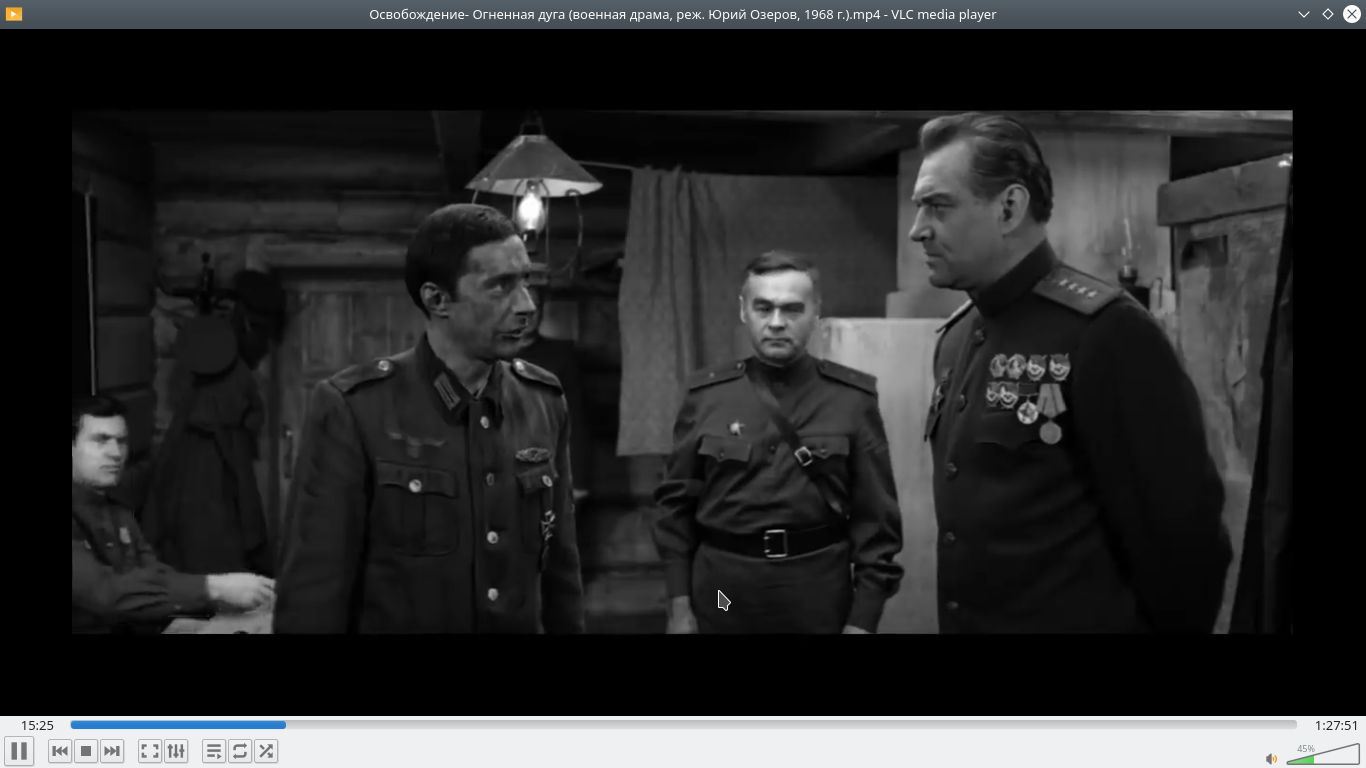 Освобождение- Огненная дуга (военная драма, реж. Юрий Озеров, 1968 г.).mp4 - VLC media player
15:25
1:27:51
45%